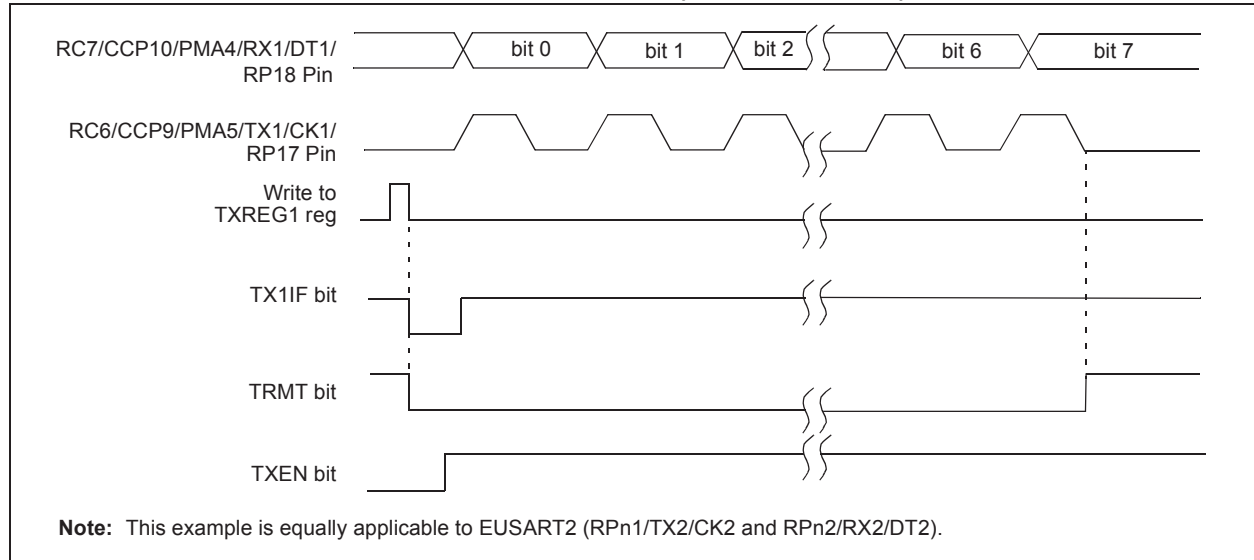 RC7/CCP10/PMA4/RX1/DT1/
RP18 Pin
bit 0
bit 1
bit 2
bit 6
bit 7
RC6/CCP9/PMA5/TX1/CK1/
RP17 Pin
Write to
TXREG1 reg
TX1IF bit
TRMT bit
TXEN bit
Note: This example is equally applicable to EUSART2 (RPn1/TX2/CK2 and RPn2/RX2/DT2).